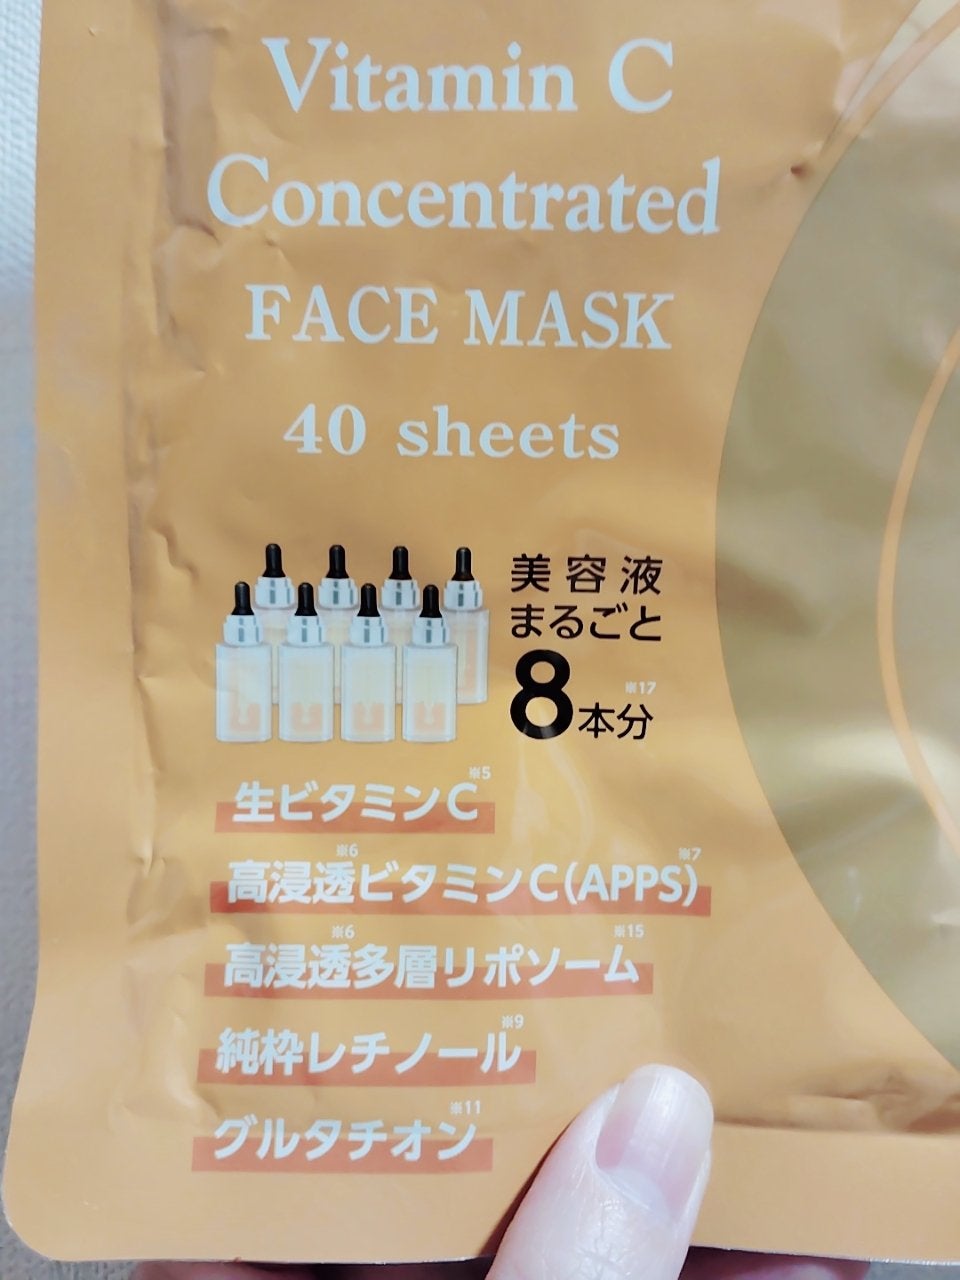 Vitamin C
Concentrated
FACE MASK
40 sheets
美容液
まるごと
8本分※17
生ビタミンC※5
高浸透※6ビタミンC(APPS)※7
高浸透※6多層リポソーム※15
純粋レチノール※9
グルタチオン※11